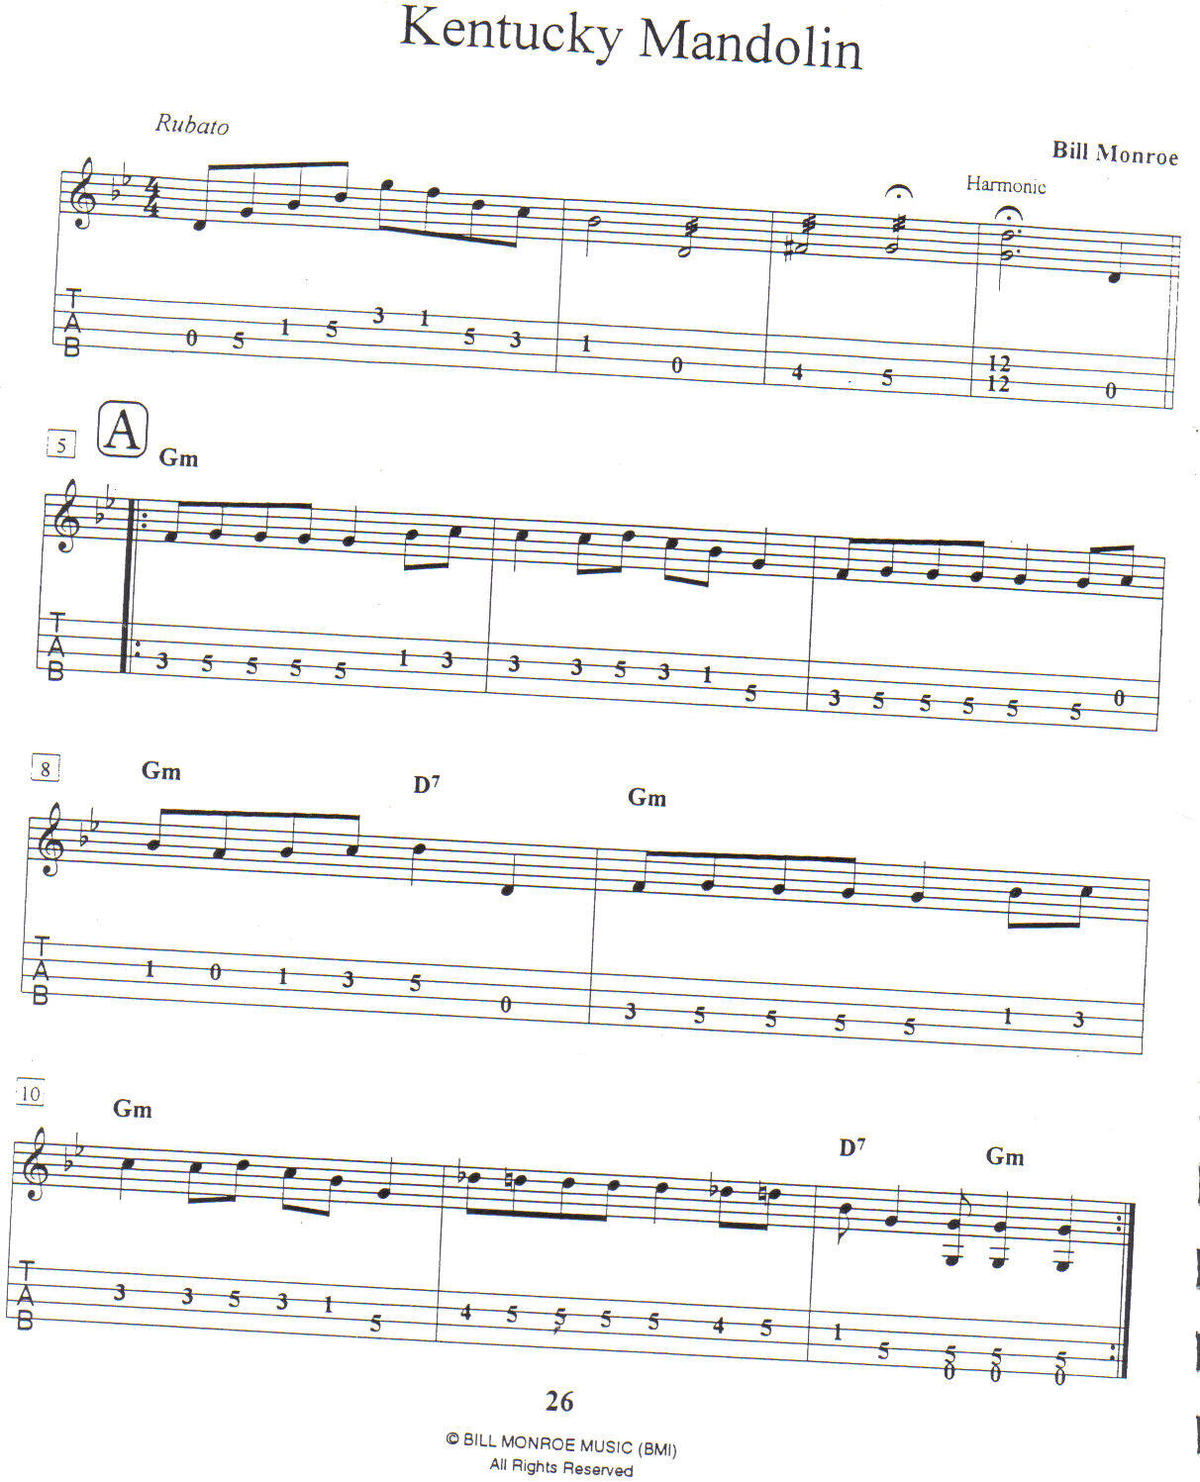 Kentucky Mandolin
Rubato
Bill Monroe
Harmonic
4
4
T
A
B
0 5 1 5 3 1 5 3 1 0 4 5 12 0
12
5 A Gm
T
A
B
3 5 5 5 5 1 3 3 3 5 3 1 5 3 5 5 5 5 5 0
8 Gm D7 Gm
T
A
B
1 0 1 3 5 0 3 5 5 5 5 1 3
10 Gm D7 Gm
T
A
B
3 3 5 3 1 5 4 5 5 5 5 4 5 1 5 5 5 5
0 0 0
26
© BILL MONROE MUSIC (BMI)
All Rights Reserved